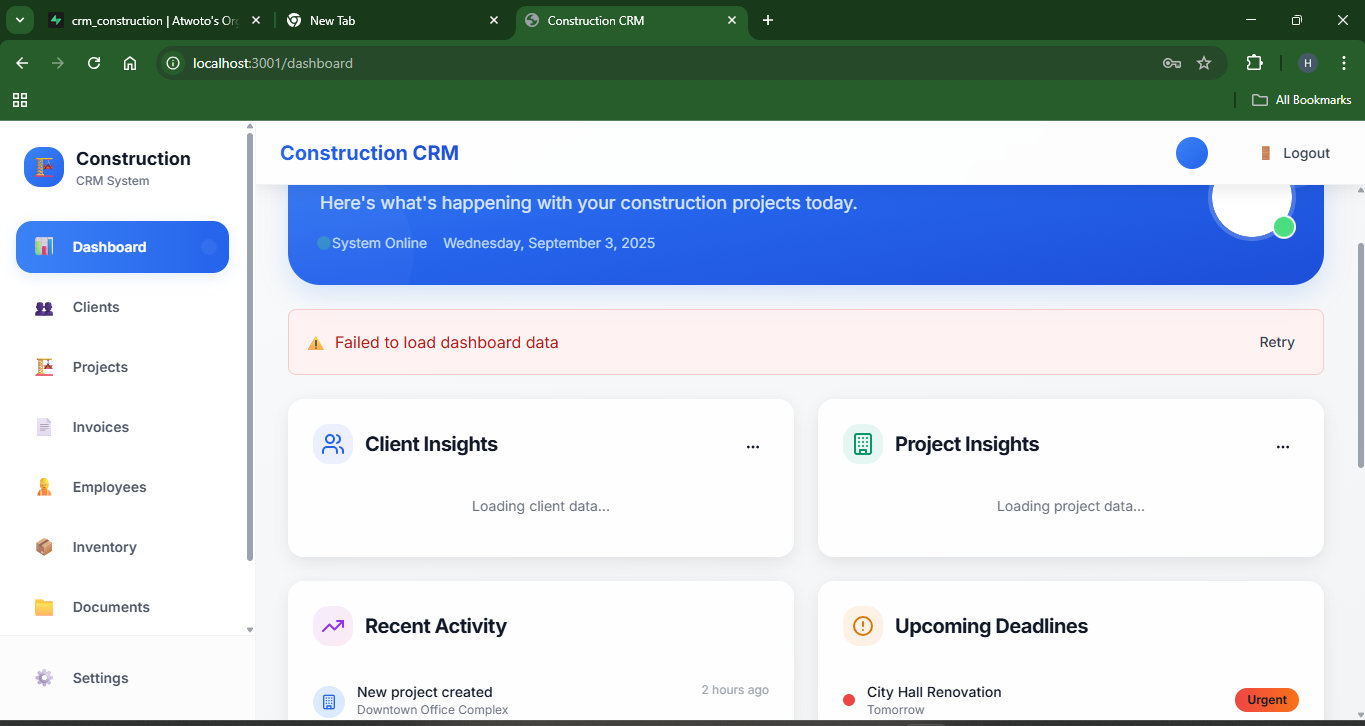 crm_construction | Atwoto's Org
New Tab
Construction CRM
localhost:3001/dashboard
H
All Bookmarks
Construction
CRM System
Dashboard
Clients
Projects
Invoices
Employees
Inventory
Documents
Settings
Construction CRM
Logout
Here's what's happening with your construction projects today.
System Online Wednesday, September 3, 2025
Failed to load dashboard data
Retry
Client Insights
...
Loading client data...
Project Insights
...
Loading project data...
Recent Activity
New project created
2 hours ago
Downtown Office Complex
Upcoming Deadlines
City Hall Renovation
Tomorrow
Urgent